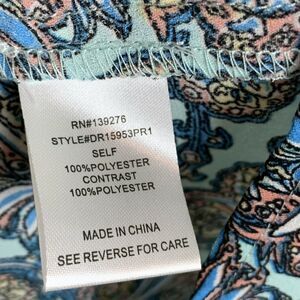 RN#139276
STYLE#DR15953PR1
SELF
100%POLYESTER
CONTRAST
100%POLYESTER
MADE IN CHINA
SEE REVERSE FOR CARE